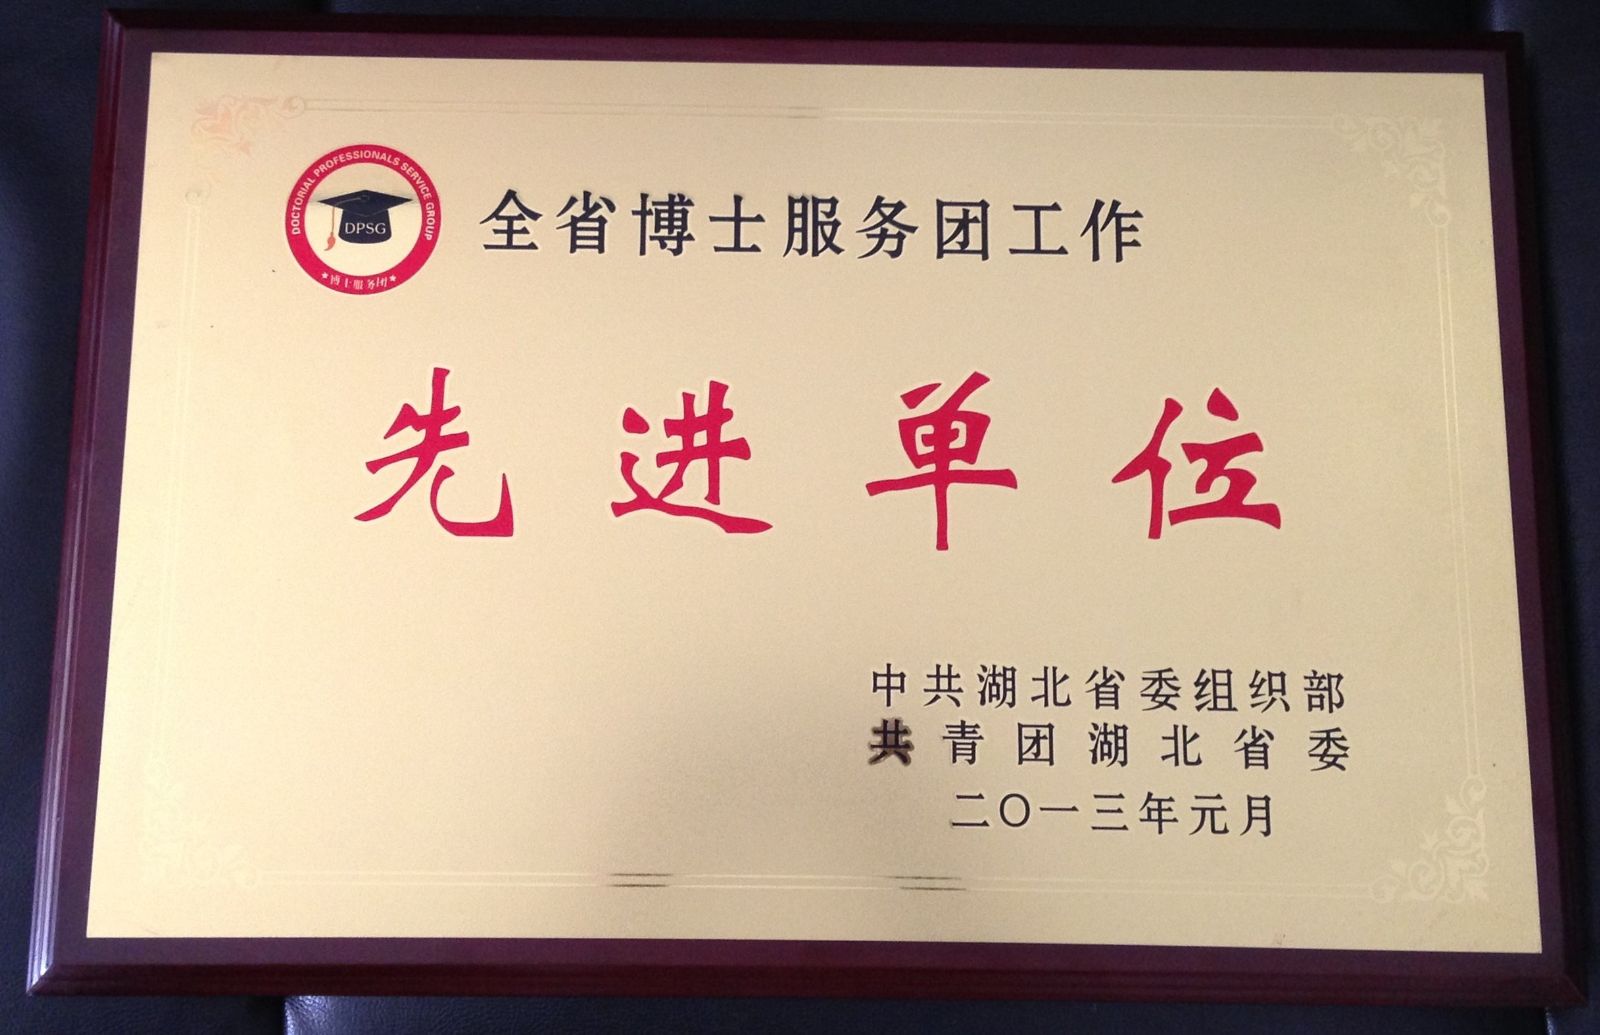 DOCTORIAL PROFESSIONALS SERVICE GROUP
DPSG
★博士服务团★
全省博士服务团工作
先进单位
中共湖北省委组织部
共青团湖北省委
二〇一三年元月